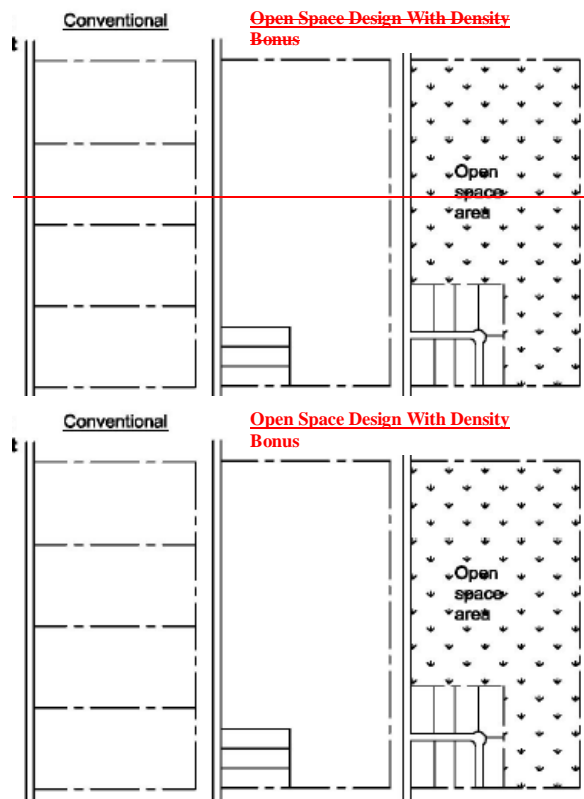 Conventional
Open Space Design With Density
Bonus
Open
space
area
Conventional
Open Space Design With Density
Bonus
Open
space
area